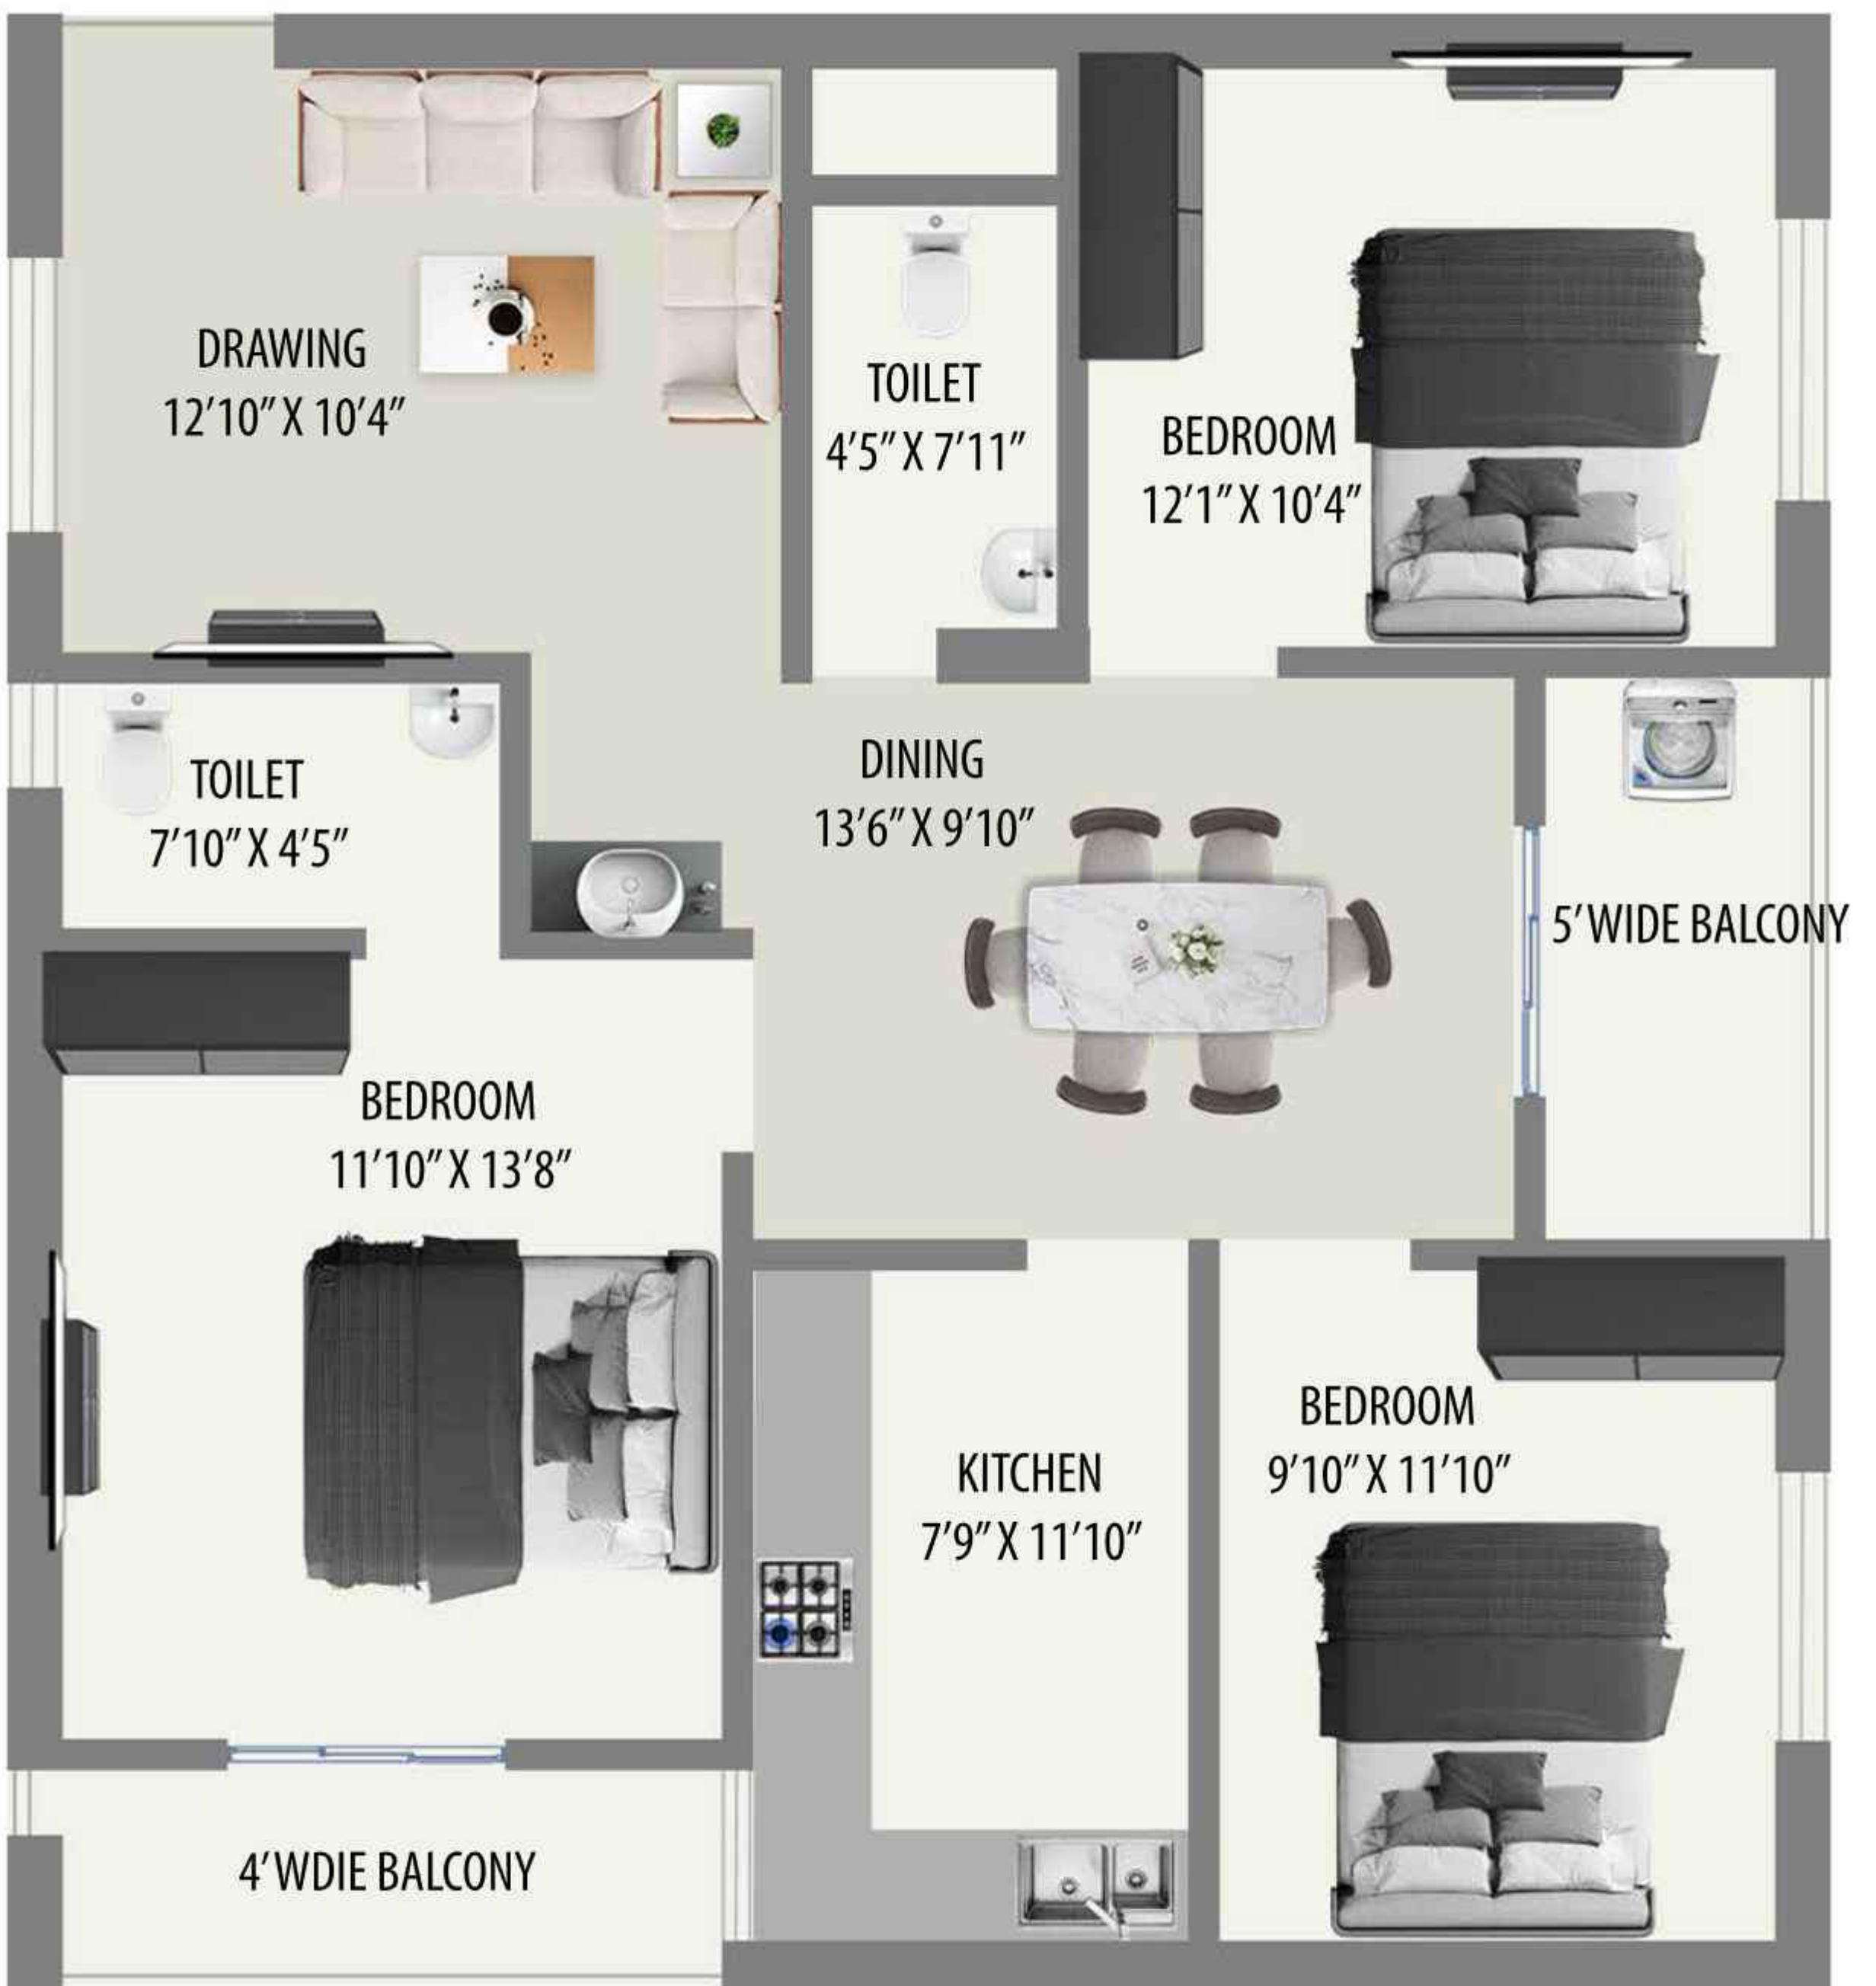 DRAWING
12’10” X 10’4”
TOILET
4’5” X 7’11”
BEDROOM
12’1” X 10’4”
TOILET
7’10” X 4’5”
DINING
13’6” X 9’10”
5’ WIDE BALCONY
BEDROOM
11’10” X 13’8”
KITCHEN
7’9” X 11’10”
BEDROOM
9’10” X 11’10”
4’ WDIE BALCONY